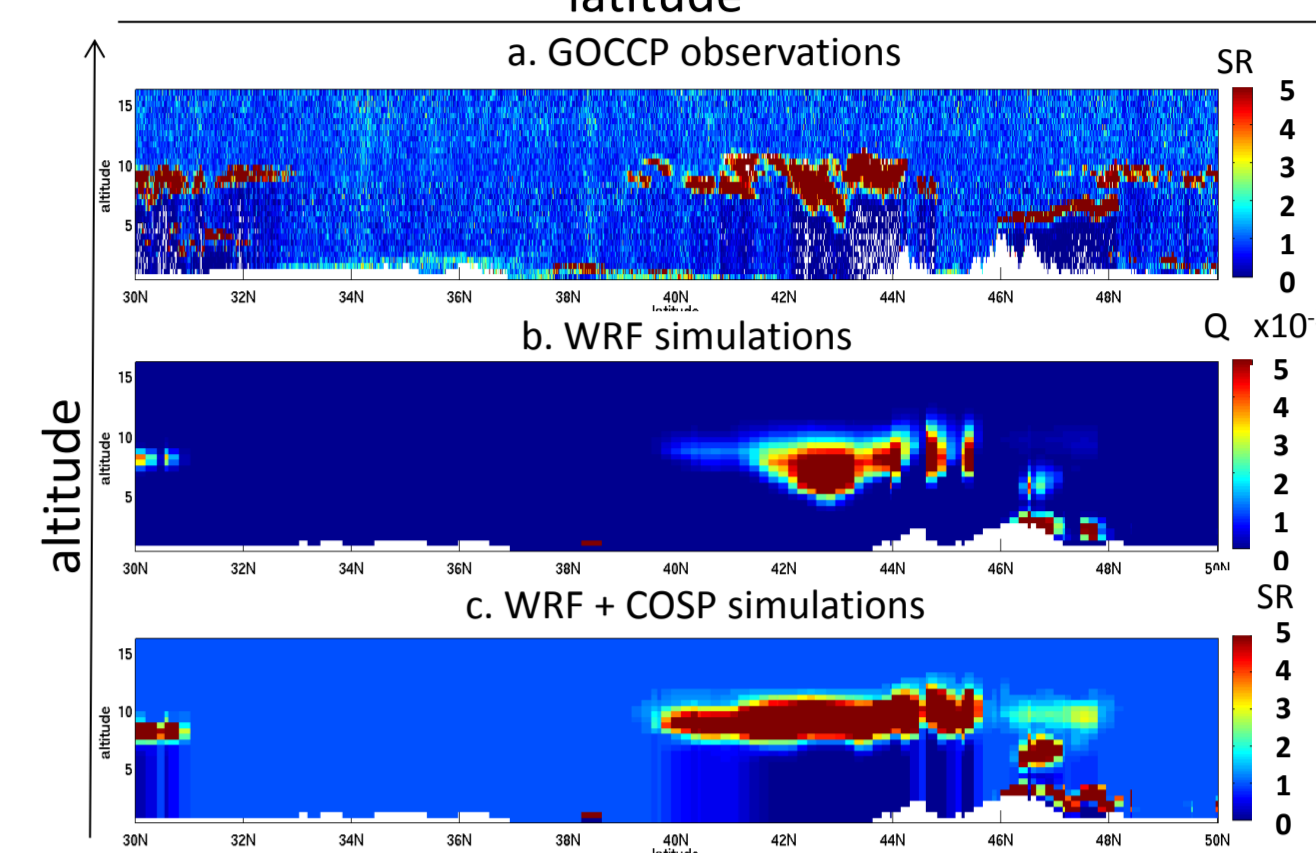 latitude
a. GOCCP observations
SR
altitude
altitude
15
10
5
5
4
3
2
1
0
30N 32N 34N 36N 38N 40N 42N 44N 46N 48N
latitude
b. WRF simulations
Q x10-
altitude
15
10
5
5
4
3
2
1
0
30N 32N 34N 36N 38N 40N 42N 44N 46N 48N 50N
c. WRF + COSP simulations
SR
altitude
15
10
5
5
4
3
2
1
0
30N 32N 34N 36N 38N 40N 42N 44N 46N 48N 50N
latitude